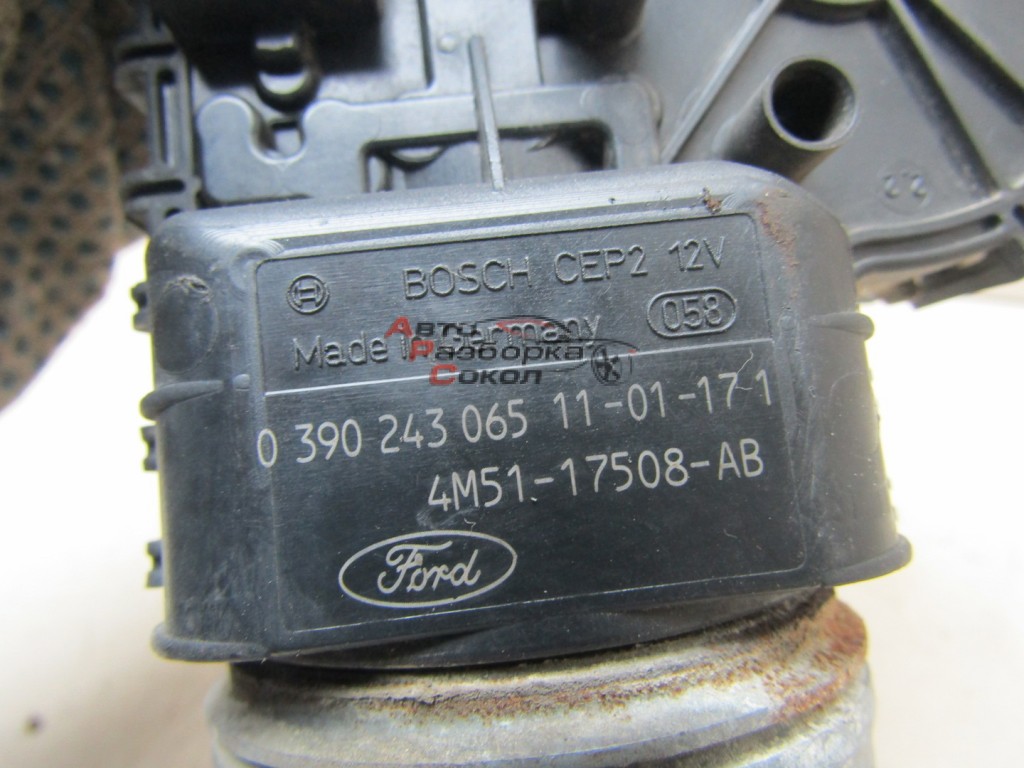 BOSCH CEP2 12V
Made in Germany 058
Авто
Разборка
Сокол
0 390 243 065 11-01-17 1
4M51-17508-AB
Ford
22